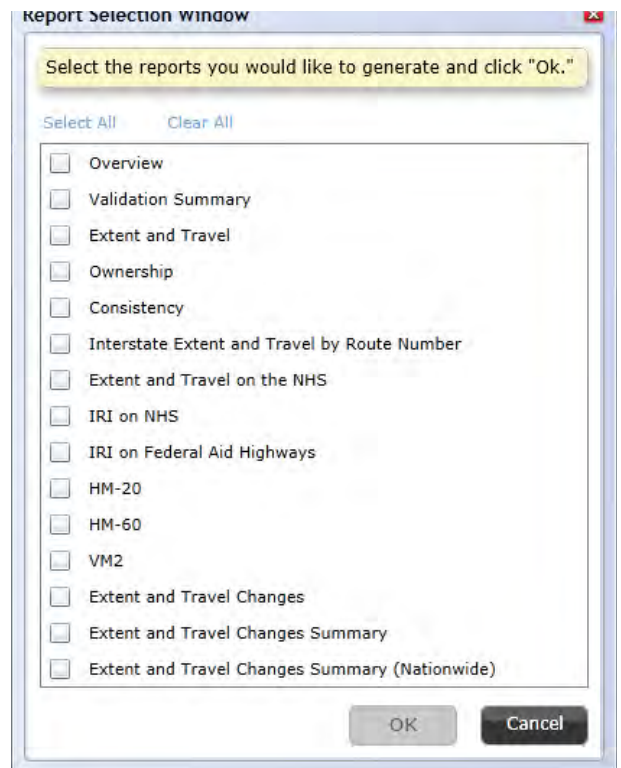 Report Selection Window
Select the reports you would like to generate and click "Ok."
Select All Clear All
Overview
Validation Summary
Extent and Travel
Ownership
Consistency
Interstate Extent and Travel by Route Number
Extent and Travel on the NHS
IRI on NHS
IRI on Federal Aid Highways
HM-20
HM-60
VM2
Extent and Travel Changes
Extent and Travel Changes Summary
Extent and Travel Changes Summary (Nationwide)
OK Cancel